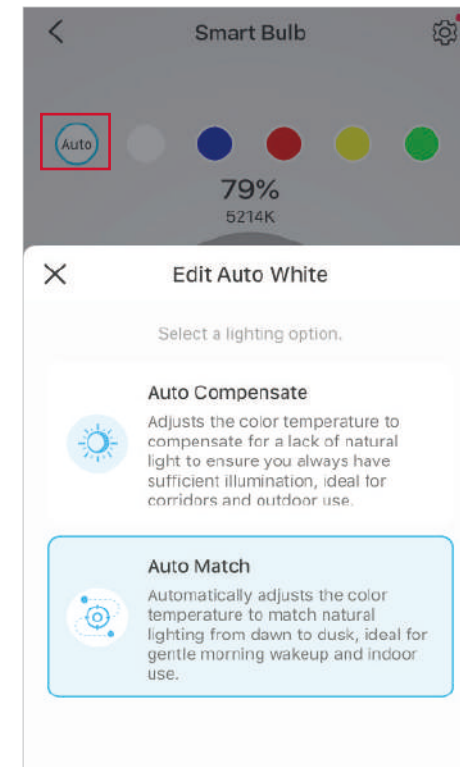 Smart Bulb
Auto
79%
5214K
Edit Auto White
Select a lighting option.
Auto Compensate
Adjusts the color temperature to
compensate for a lack of natural
light to ensure you always have
sufficient illumination, ideal for
corridors and outdoor use.
Auto Match
Automatically adjusts the color
temperature to match natural
lighting from dawn to dusk, ideal for
gentle morning wakeup and indoor
use.